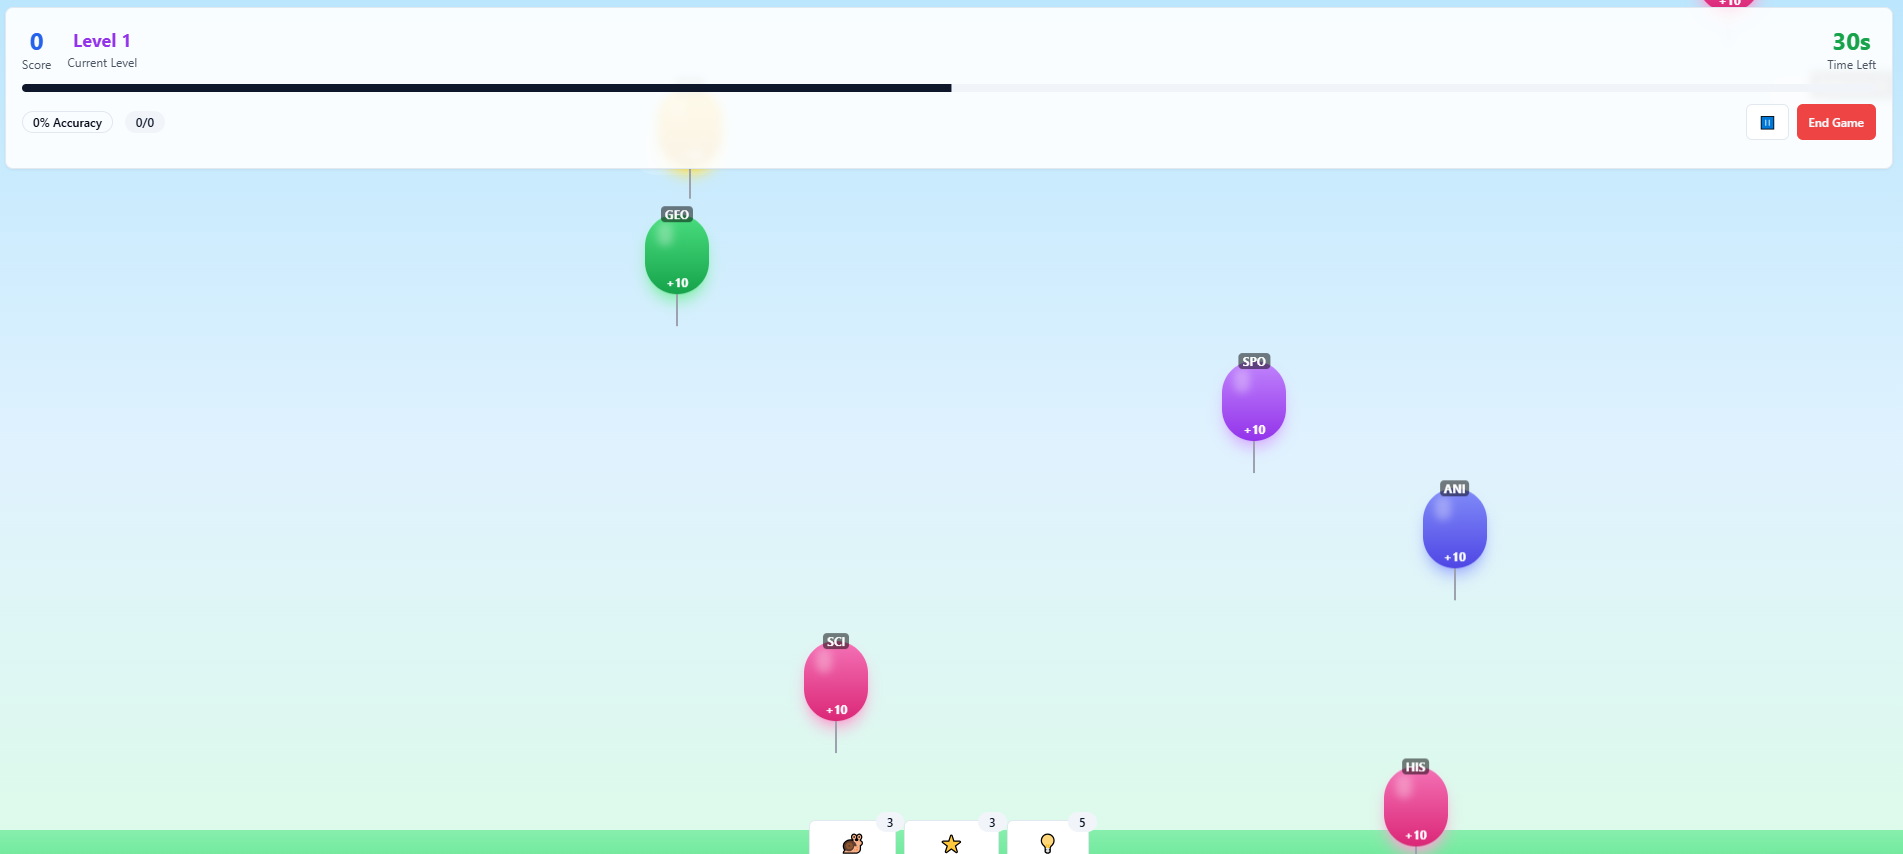 +10
0
Score
Level 1
Current Level
30s
Time Left
0% Accuracy
0/0
End Game
GEO
+10
SPO
+10
ANI
+10
SCI
+10
HIS
+10
3
3
5